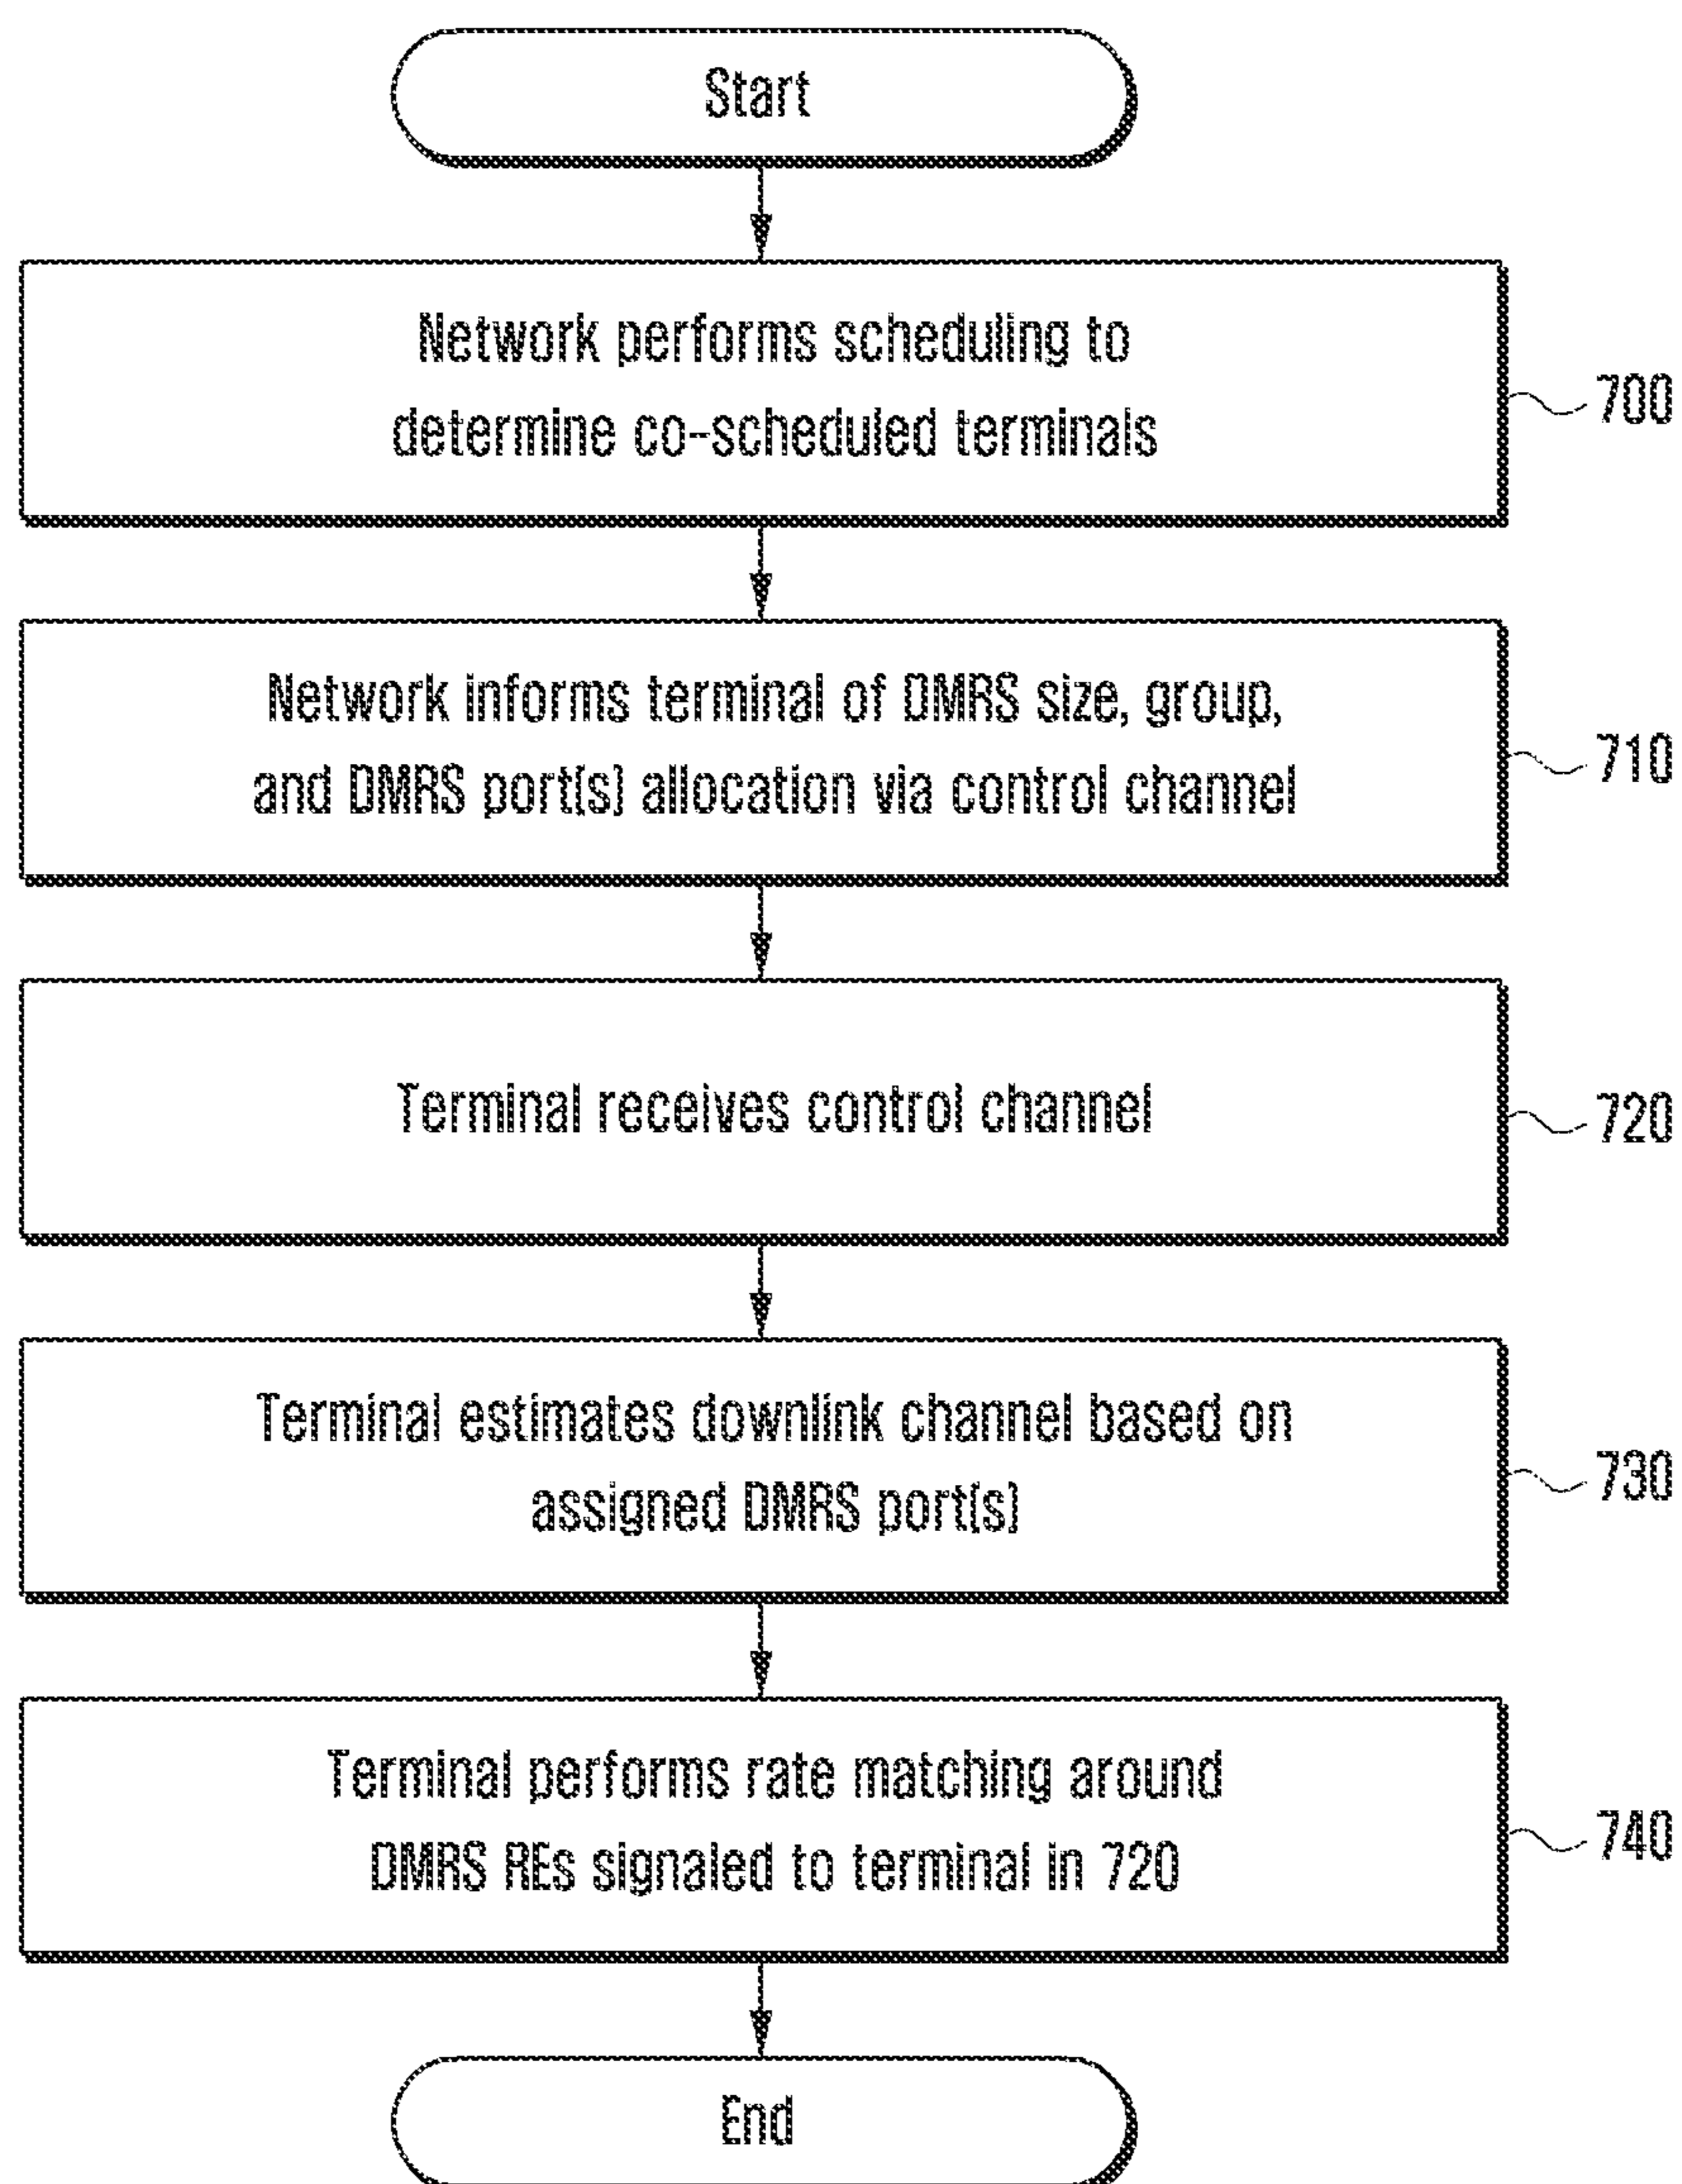 Start
Network performs scheduling to
determine co-scheduled terminals
700
Network informs terminal of DMRS size, group,
and DMRS port(s) allocation via control channel
710
Terminal receives control channel
720
Terminal estimates downlink channel based on
assigned DMRS port(s)
730
Terminal performs rate matching around
DMRS REs signaled to terminal in 720
740
End